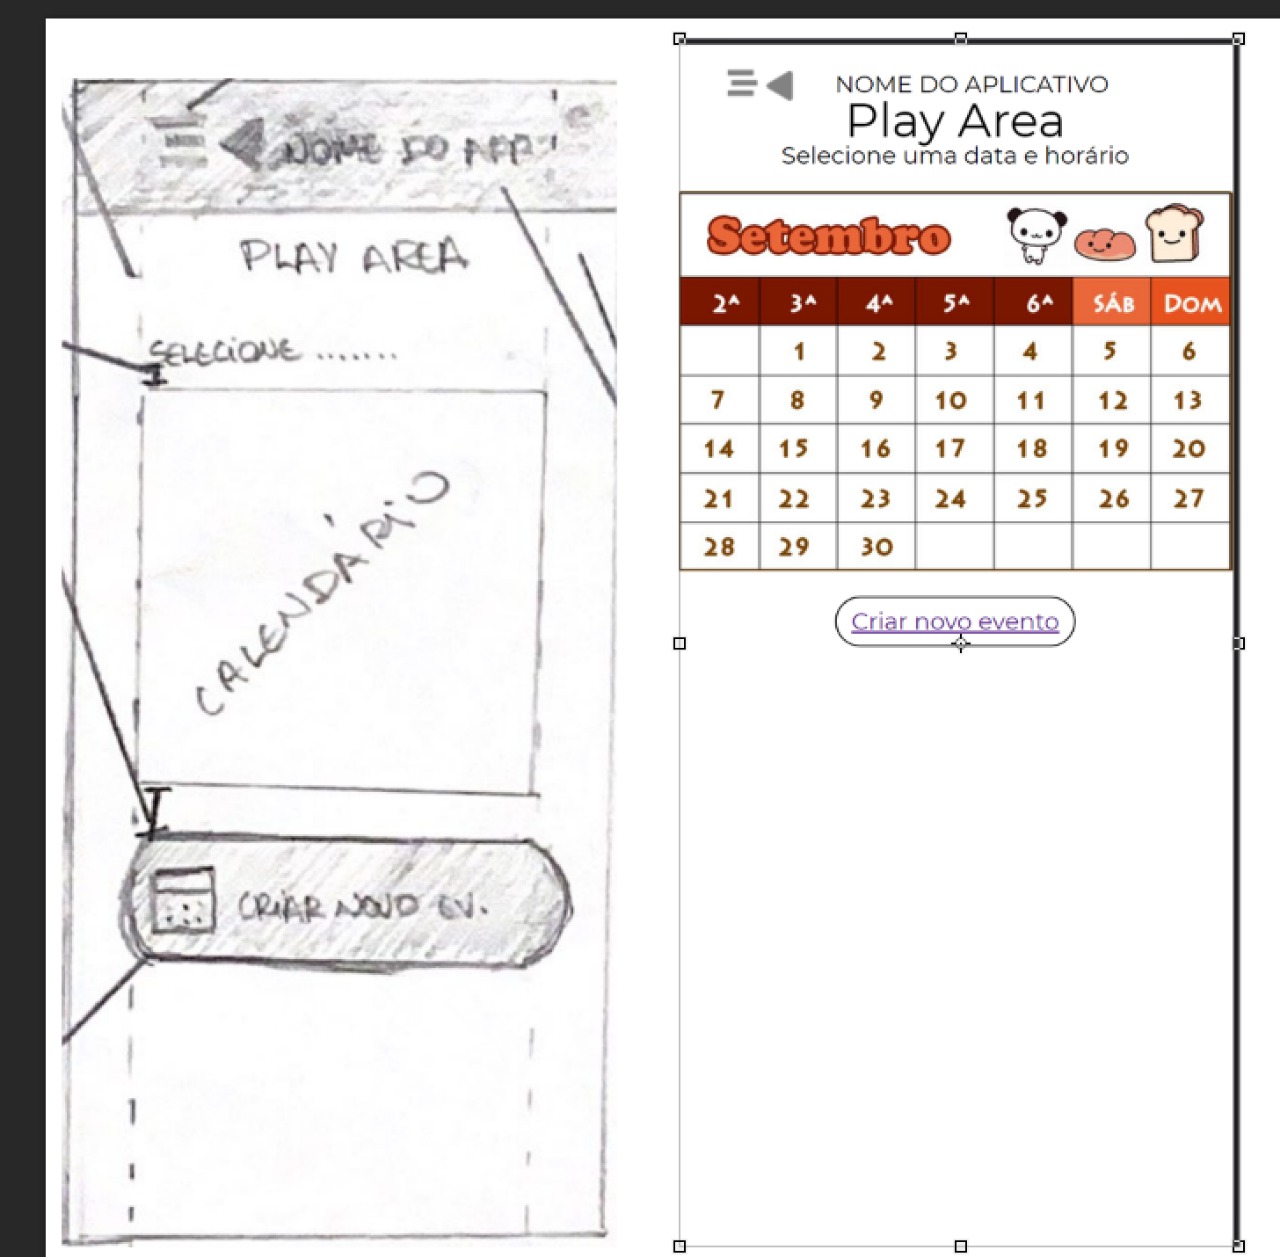 NOME DO APP
PLAY AREA
SELECIONE .......
CALENDÁRIO
CRIAR NOVO EV.
NOME DO APLICATIVO
Play Area
Selecione uma data e horário
Setembro
2ª 3ª 4ª 5ª 6ª SÁB DOM
1 2 3 4 5 6
7 8 9 10 11 12 13
14 15 16 17 18 19 20
21 22 23 24 25 26 27
28 29 30
Criar novo evento